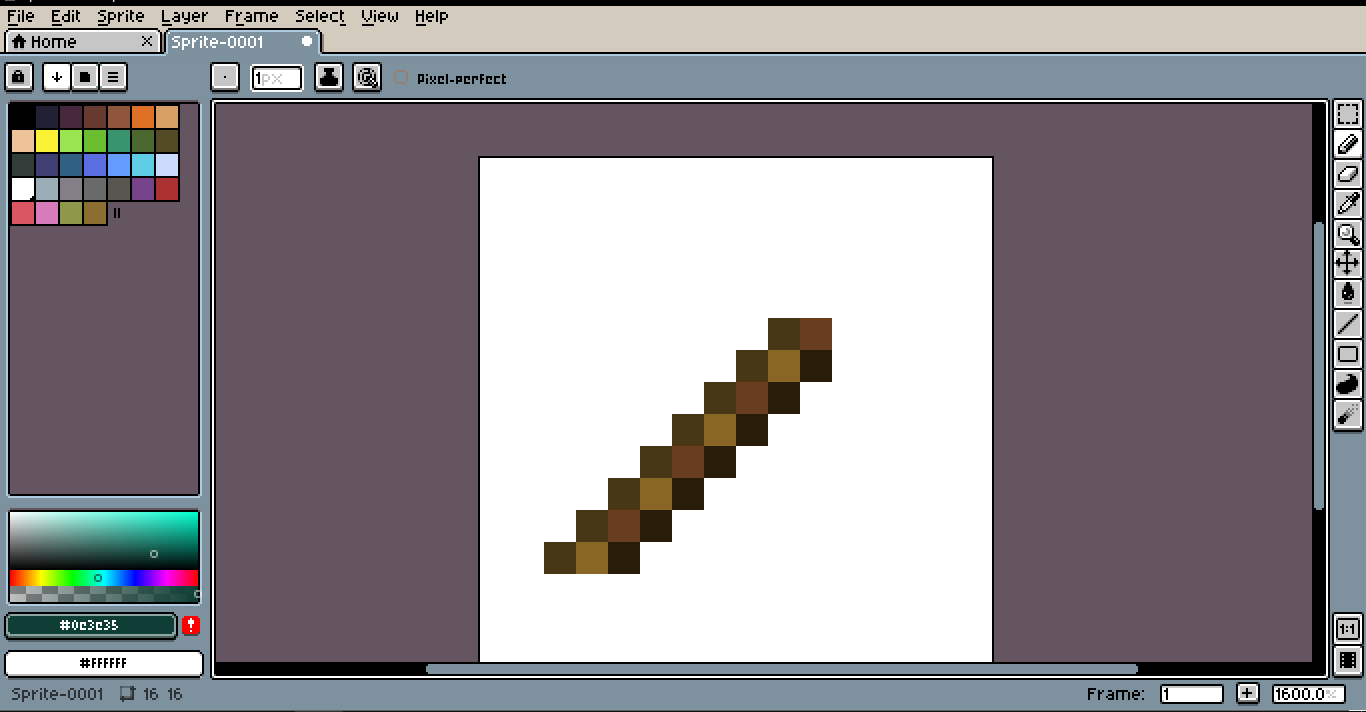 File Edit Sprite Layer Frame Select View Help
Home Sprite-0001
1px Pixel-perfect
#0e3e35
#FFFFFF
1:1
Sprite-0001 16 16 Frame: 1 1600.0%